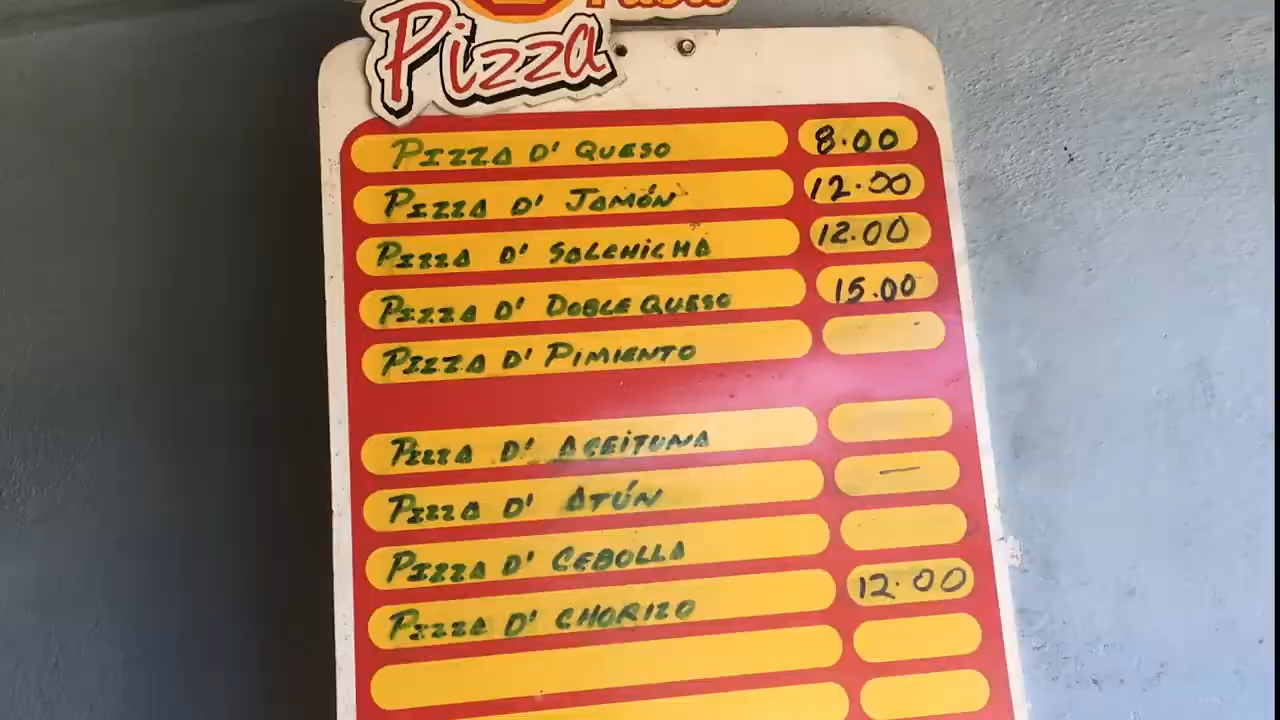 Pizza
PIZZA D' QUESO 8.00
PIZZA D' JAMÓN 12.00
PIZZA D' SALCHICHA 12.00
PIZZA D' DOBLE QUESO 15.00
PIZZA D' PIMIENTO
PIZZA D' ACEITUNA
PIZZA D' ATÚN —
PIZZA D' CEBOLLA
PIZZA D' CHORIZO 12.00